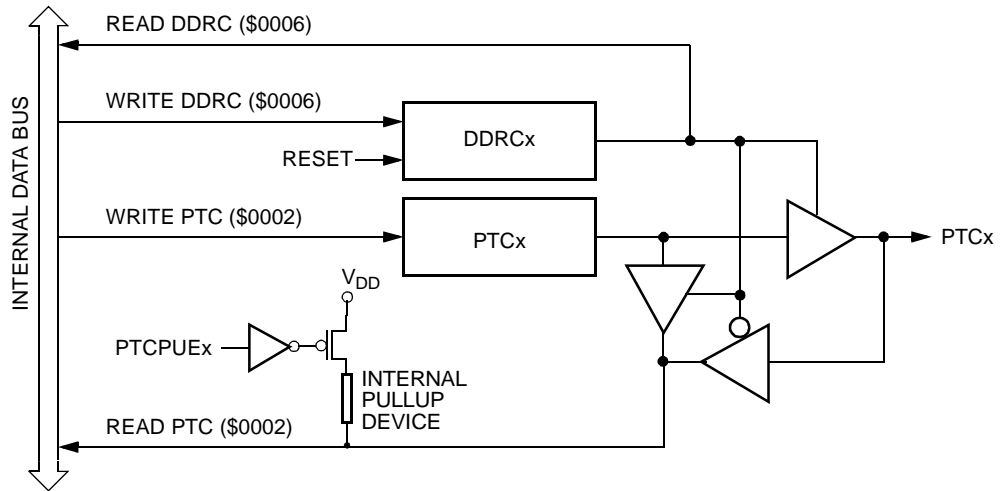 READ DDRC ($0006)
WRITE DDRC ($0006)
DDRCx
RESET
INTERNAL DATA BUS
WRITE PTC ($0002)
PTCx
PTCx
VDD
PTCPUEx
INTERNAL
PULLUP
DEVICE
READ PTC ($0002)